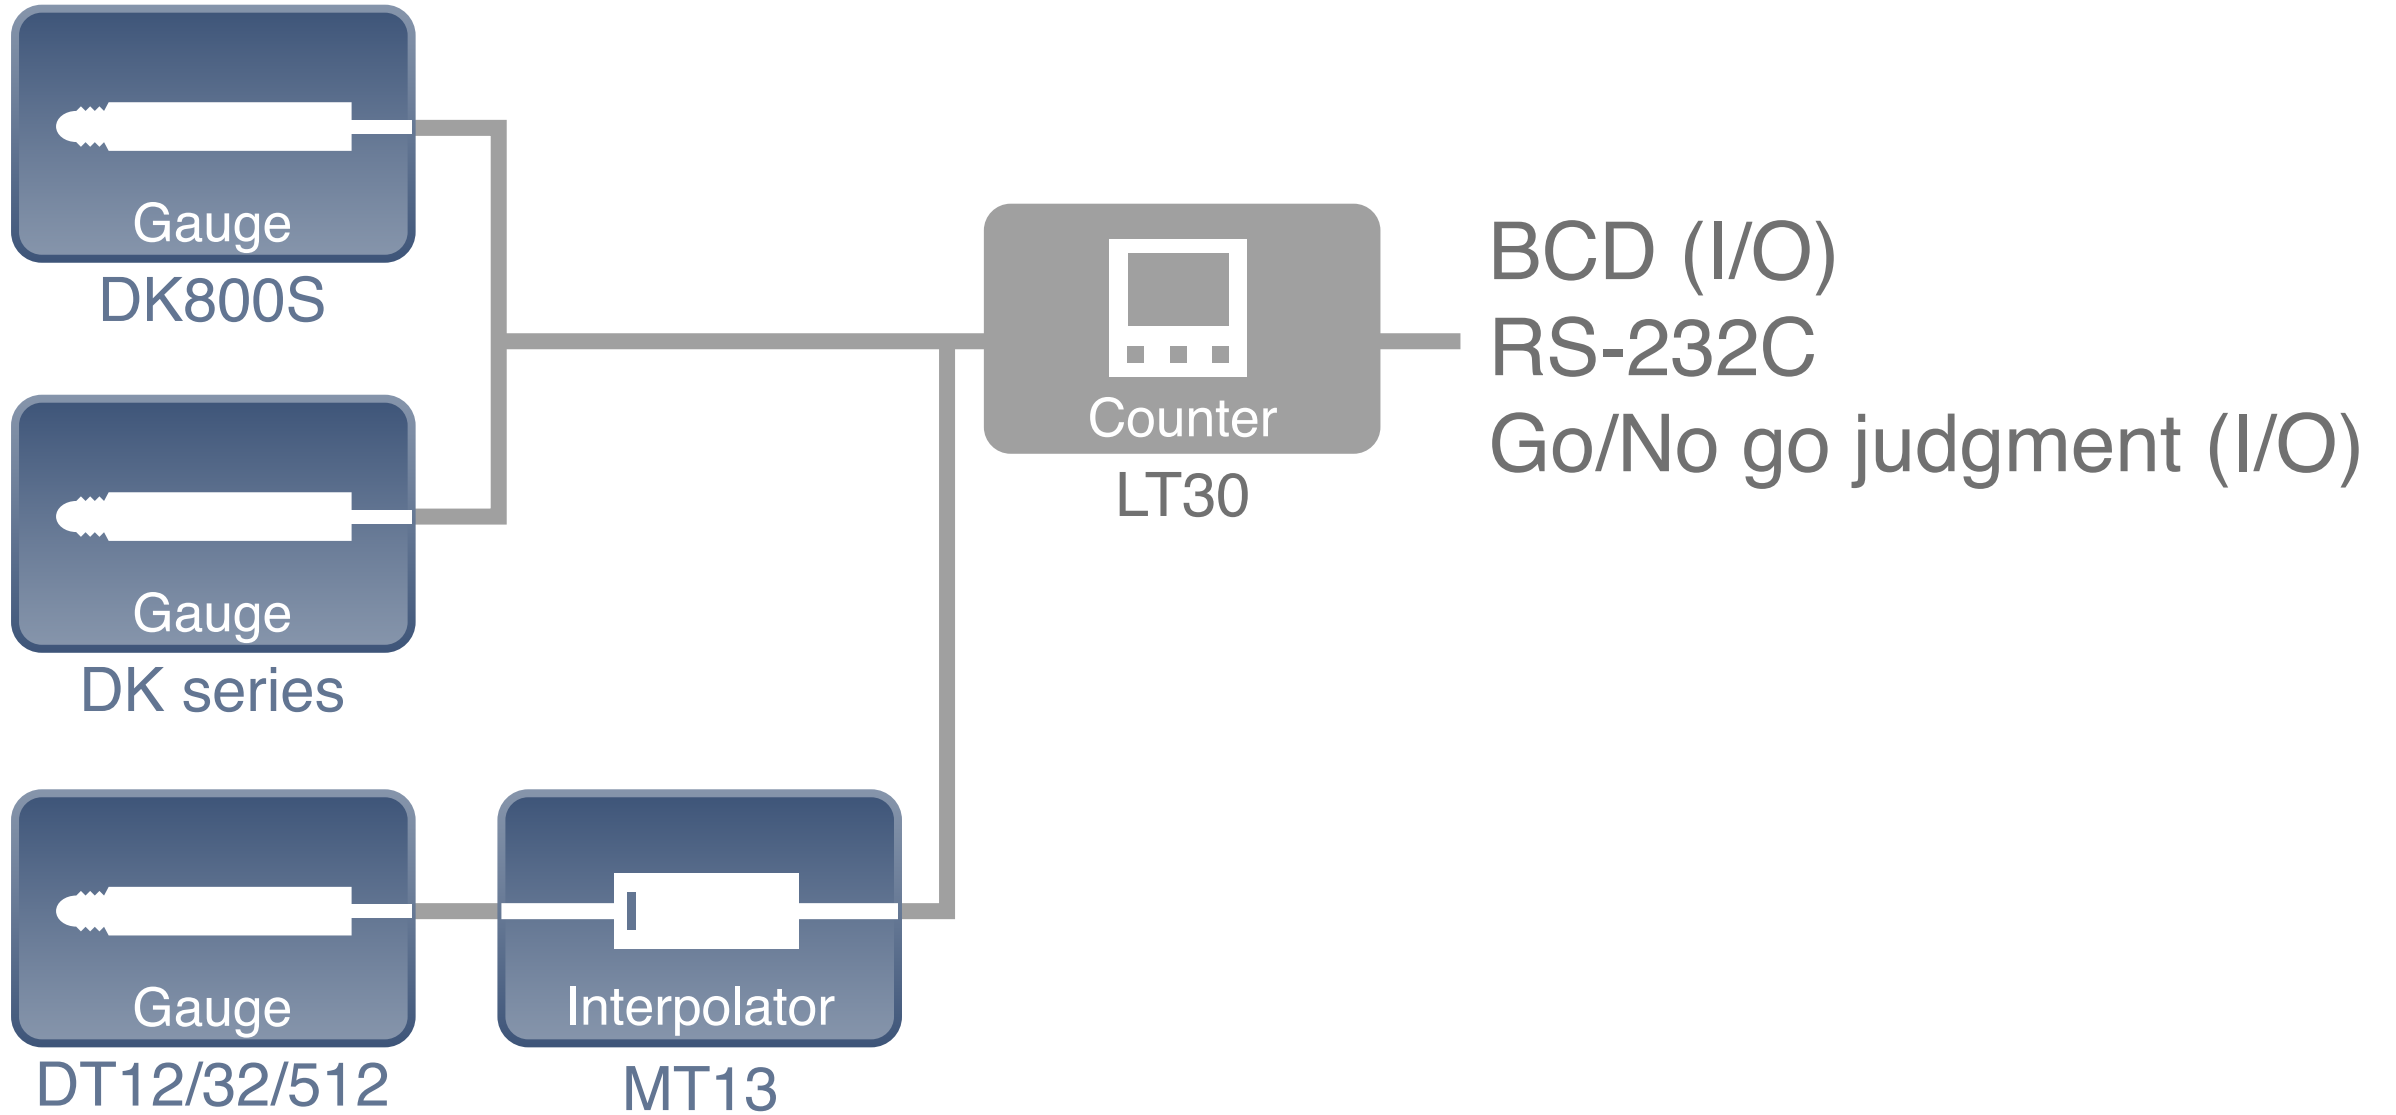 Gauge
DK800S
Gauge
DK series
Gauge
DT12/32/512
Interpolator
MT13
Counter
LT30
BCD (I/O)
RS-232C
Go/No go judgment (I/O)